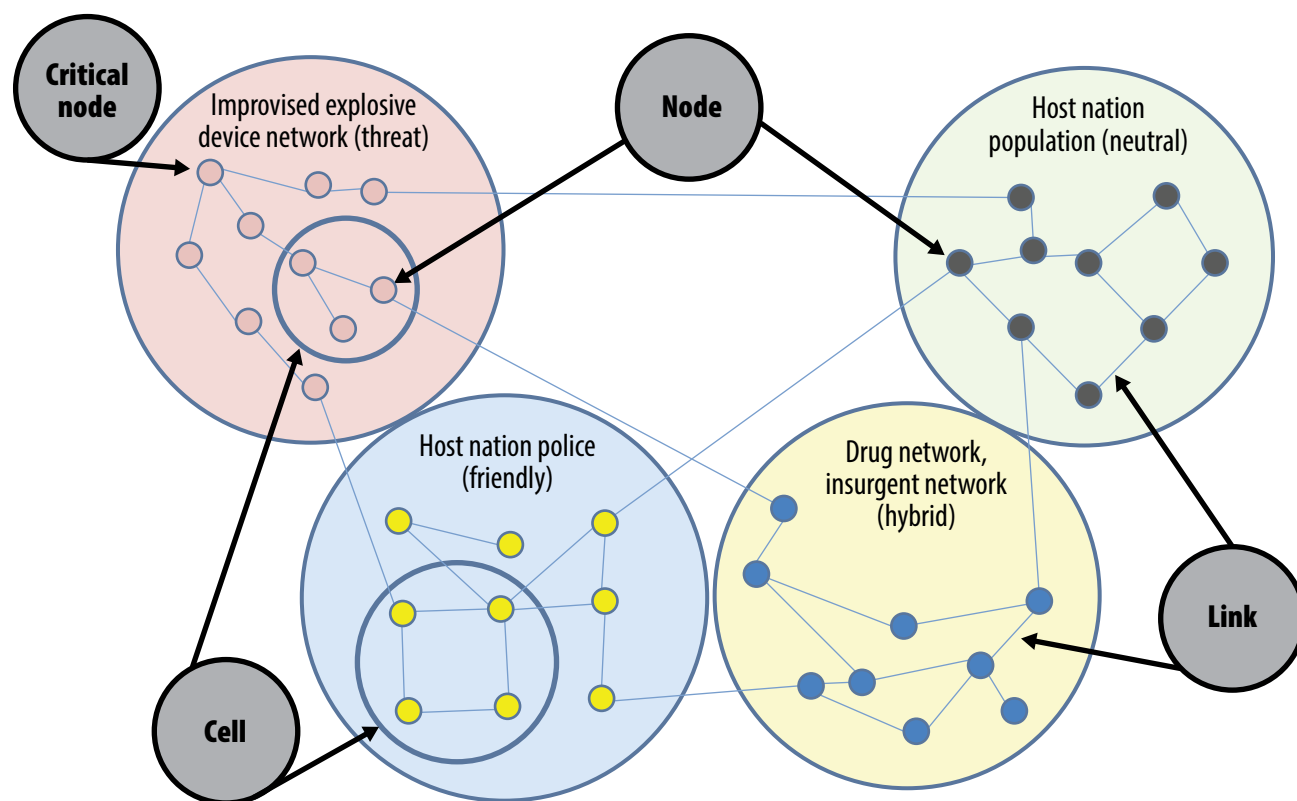 Critical
node
Improvised explosive
device network (threat)
Node
Host nation
population (neutral)
Host nation police
(friendly)
Drug network,
insurgent network
(hybrid)
Link
Cell